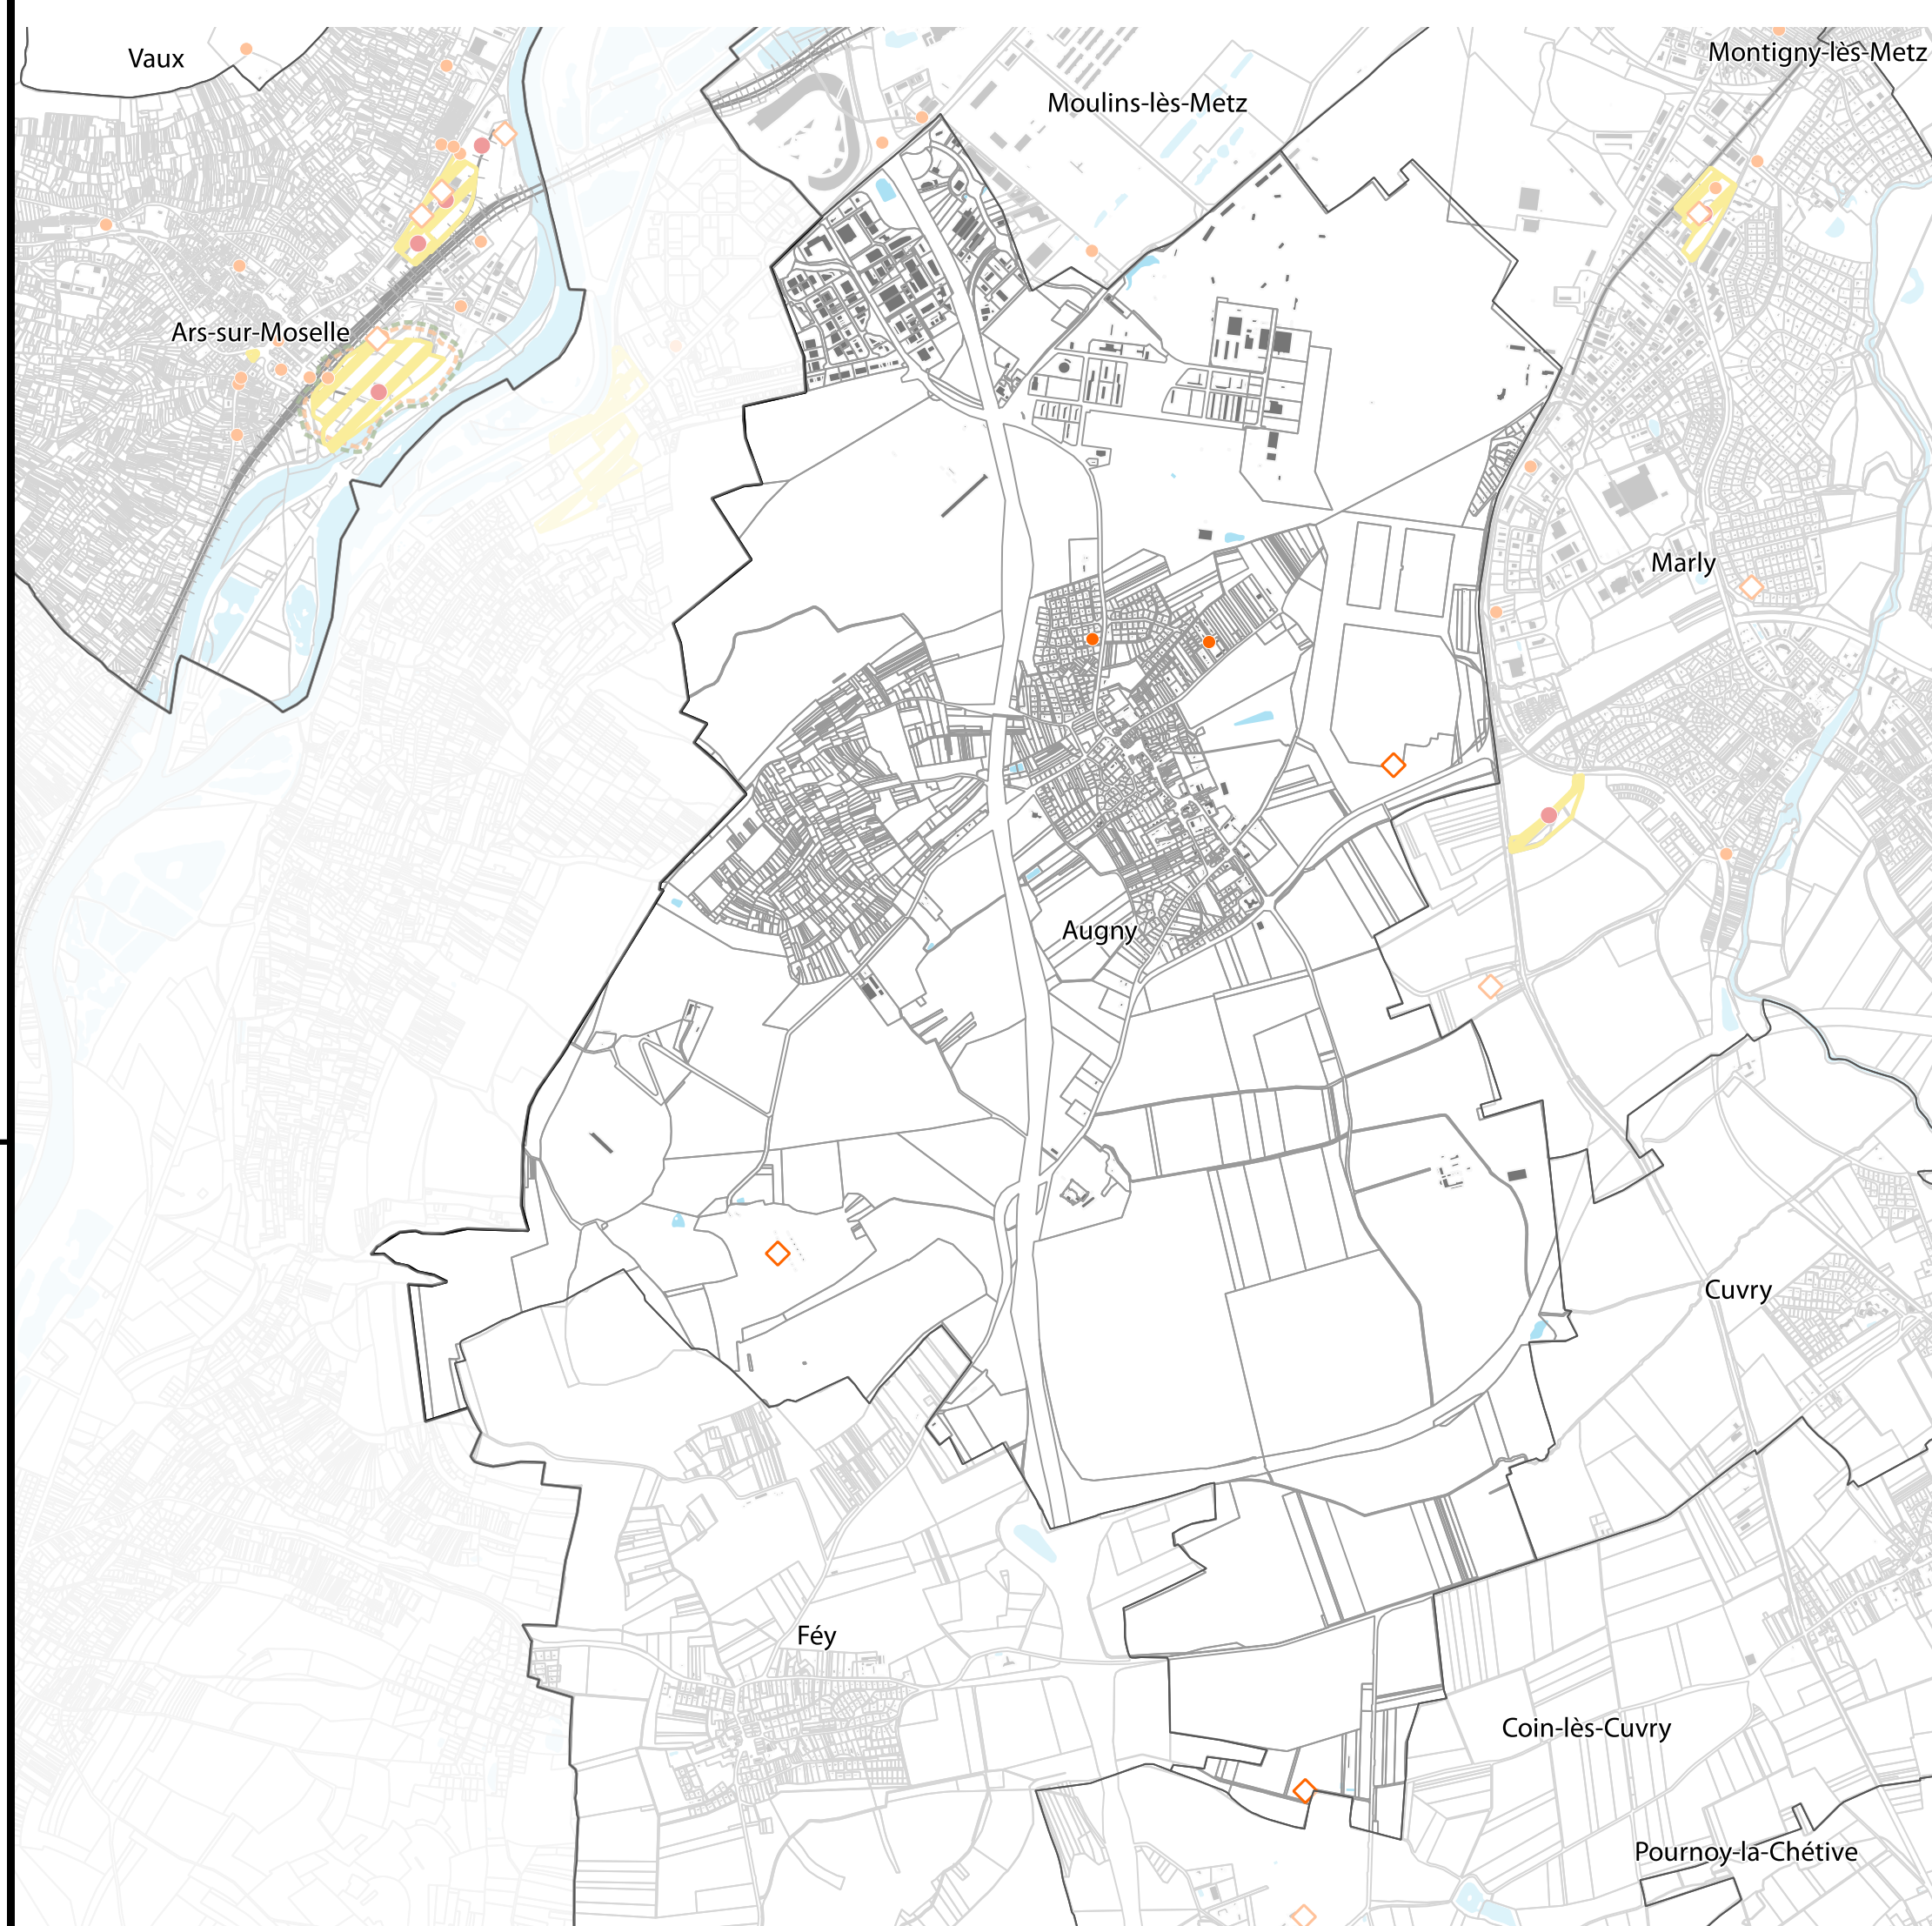 Vaux
Montigny-lès-Metz
Moulins-lès-Metz
Ars-sur-Moselle
Marly
Augny
Cuvry
Féy
Coin-lès-Cuvry
Pournoy-la-Chétive